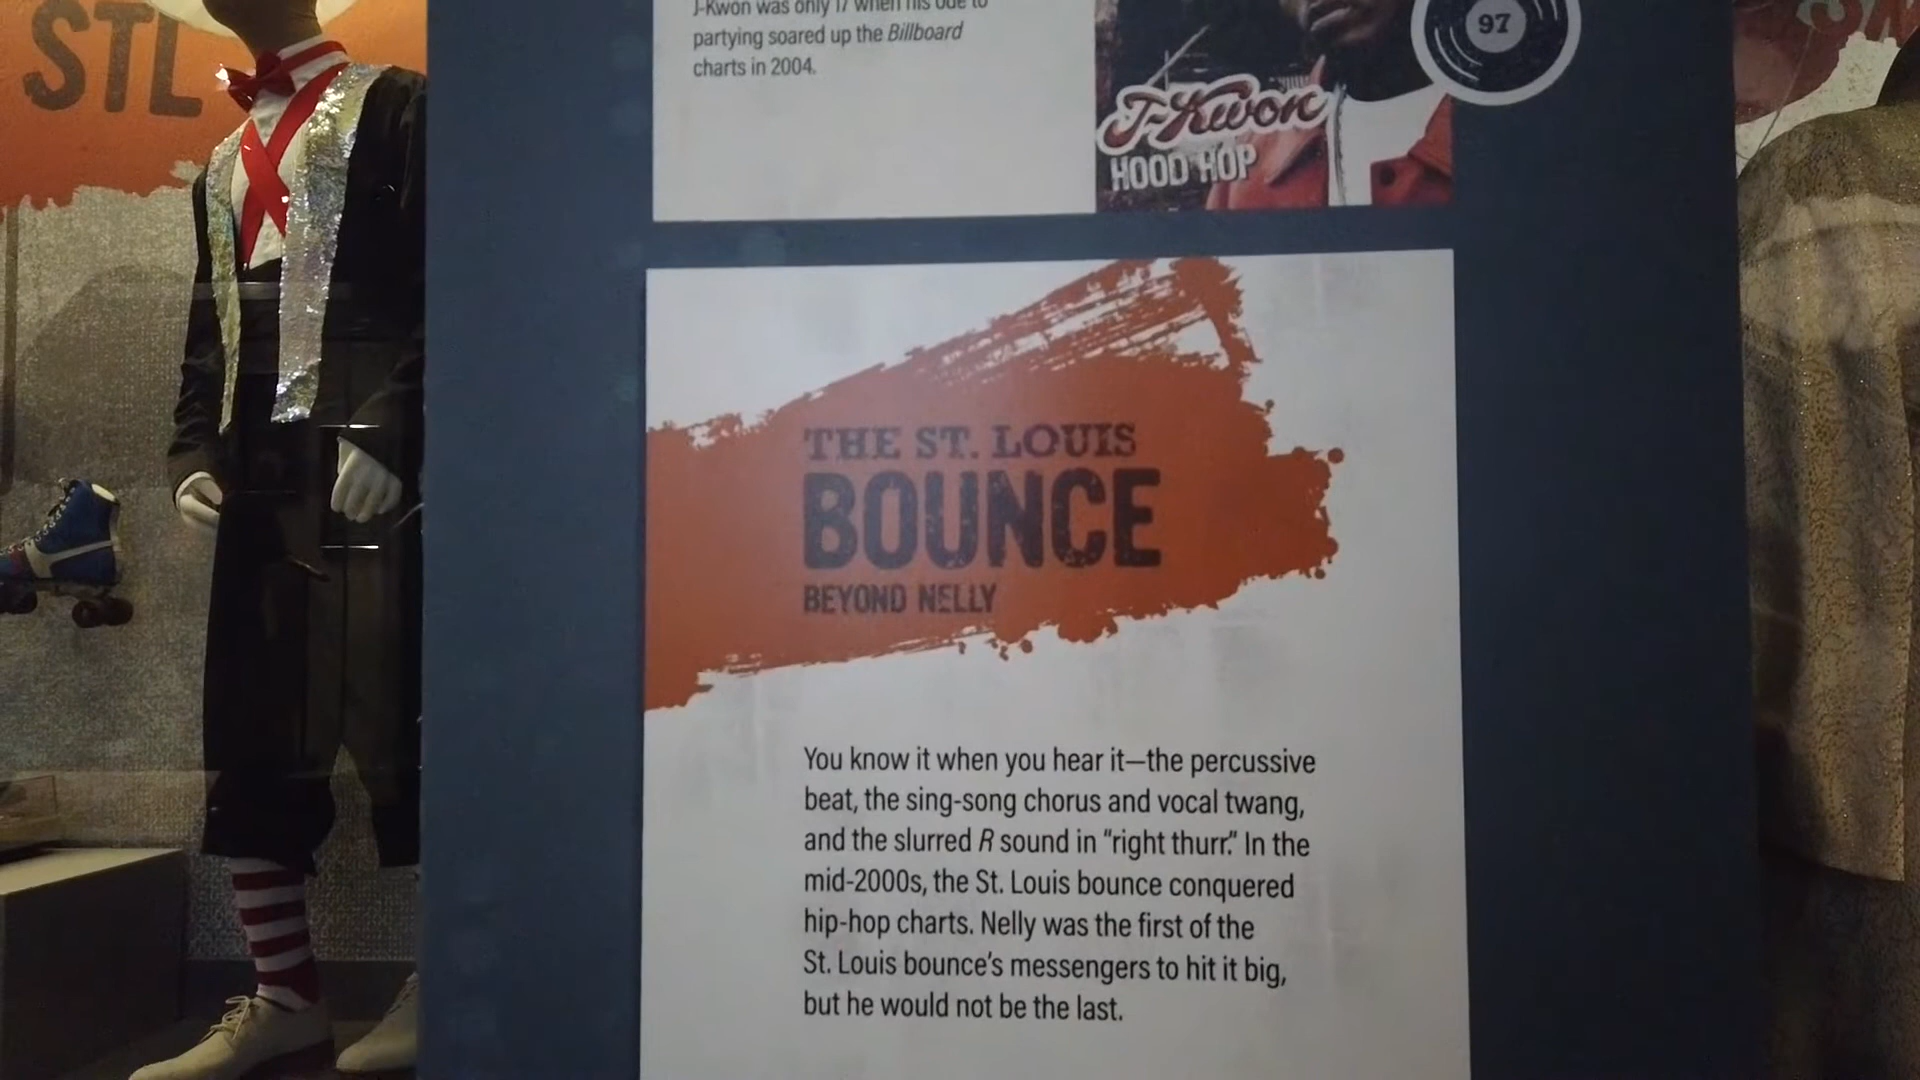 STL
J-Kwon was only 17 when his ode to
partying soared up the Billboard
charts in 2004.
97
J-Kwon
HOOD HOP
THE ST. LOUIS
BOUNCE
BEYOND NELLY
You know it when you hear it—the percussive
beat, the sing-song chorus and vocal twang,
and the slurred R sound in “right thurr.” In the
mid-2000s, the St. Louis bounce conquered
hip-hop charts. Nelly was the first of the
St. Louis bounce’s messengers to hit it big,
but he would not be the last.